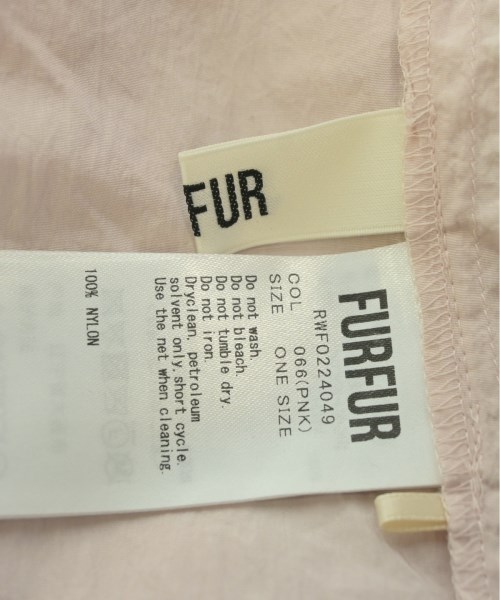 FUR
FURFUR
RWF0224049
COL 066(PNK)
SIZE ONE SIZE
Do not wash.
Do not bleach.
Do not tumble dry.
Do not iron.
Dryclean, petroleum
solvent only.short cycle.
Use the net when cleaning.
100% NYLON